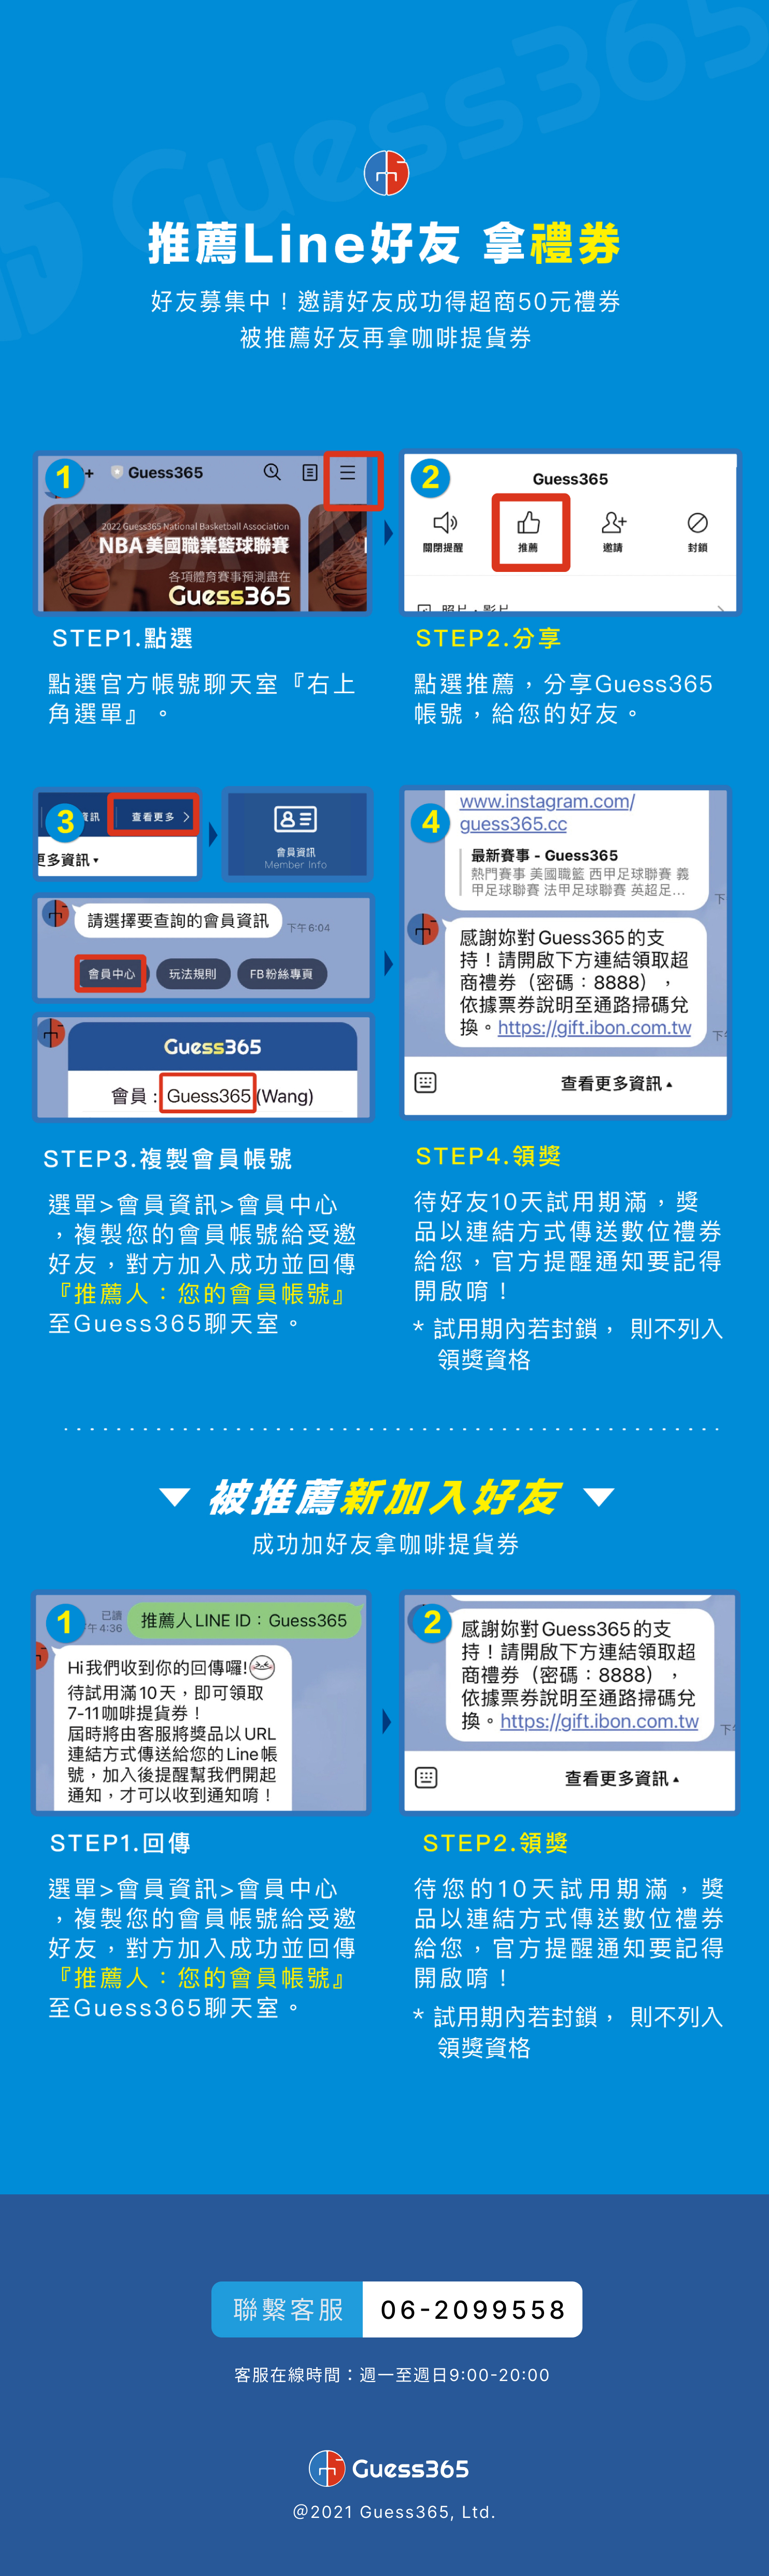 Guess365
推薦Line好友 拿禮券
好友募集中！邀請好友成功得超商50元禮券
被推薦好友再拿咖啡提貨券
1
+
Guess365
2022 Guess365 National Basketball Association
NBA 美國職業籃球聯賽
各項體育賽事預測盡在
Guess365
STEP1.點選
點選官方帳號聊天室『右上
角選單』。
2
Guess365
關閉提醒
推薦
邀請
封鎖
照片・影片
STEP2.分享
點選推薦，分享Guess365
帳號，給您的好友。
3
資訊
查看更多
更多資訊
會員資訊
Member Info
請選擇要查詢的會員資訊
下午 6:04
會員中心
玩法規則
FB粉絲專頁
Guess365
會員：Guess365 (Wang)
STEP3.複製會員帳號
選單>會員資訊>會員中心
，複製您的會員帳號給受邀
好友，對方加入成功並回傳
『推薦人：您的會員帳號』
至Guess365聊天室。
4
www.instagram.com/
guess365.cc
最新賽事 - Guess365
熱門賽事 美國職籃 西甲足球聯賽 義
甲足球聯賽 法甲足球聯賽 英超足...
下
感謝妳對Guess365的支
持！請開啟下方連結領取超
商禮券（密碼：8888），
依據票券說明至通路掃碼兌
換。https://gift.ibon.com.tw
下午
查看更多資訊
STEP4.領獎
待好友10天試用期滿，獎
品以連結方式傳送數位禮券
給您，官方提醒通知要記得
開啟唷！
* 試用期內若封鎖， 則不列入
領獎資格
被推薦新加入好友
成功加好友拿咖啡提貨券
1
已讀
午 4:36
推薦人 LINE ID：Guess365
Hi我們收到你的回傳囉!
待試用滿10天，即可領取
7-11咖啡提貨券！
屆時將由客服將獎品以 URL
連結方式傳送給您的Line帳
號，加入後提醒幫我們開起
通知，才可以收到通知唷！
STEP1.回傳
選單>會員資訊>會員中心
，複製您的會員帳號給受邀
好友，對方加入成功並回傳
『推薦人：您的會員帳號』
至Guess365聊天室。
2
感謝妳對Guess365的支
持！請開啟下方連結領取超
商禮券（密碼：8888），
依據票券說明至通路掃碼兌
換。https://gift.ibon.com.tw
下午
查看更多資訊
STEP2.領獎
待您的10天試用期滿，獎
品以連結方式傳送數位禮券
給您，官方提醒通知要記得
開啟唷！
* 試用期內若封鎖， 則不列入
領獎資格
聯繫客服 06-2099558
客服在線時間：週一至週日9:00-20:00
Guess365
@2021 Guess365, Ltd.